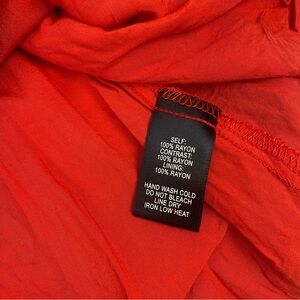 SELF:
100% RAYON
CONTRAST:
100% RAYON
LINING:
100% RAYON
HAND WASH COLD
DO NOT BLEACH
LINE DRY
IRON LOW HEAT